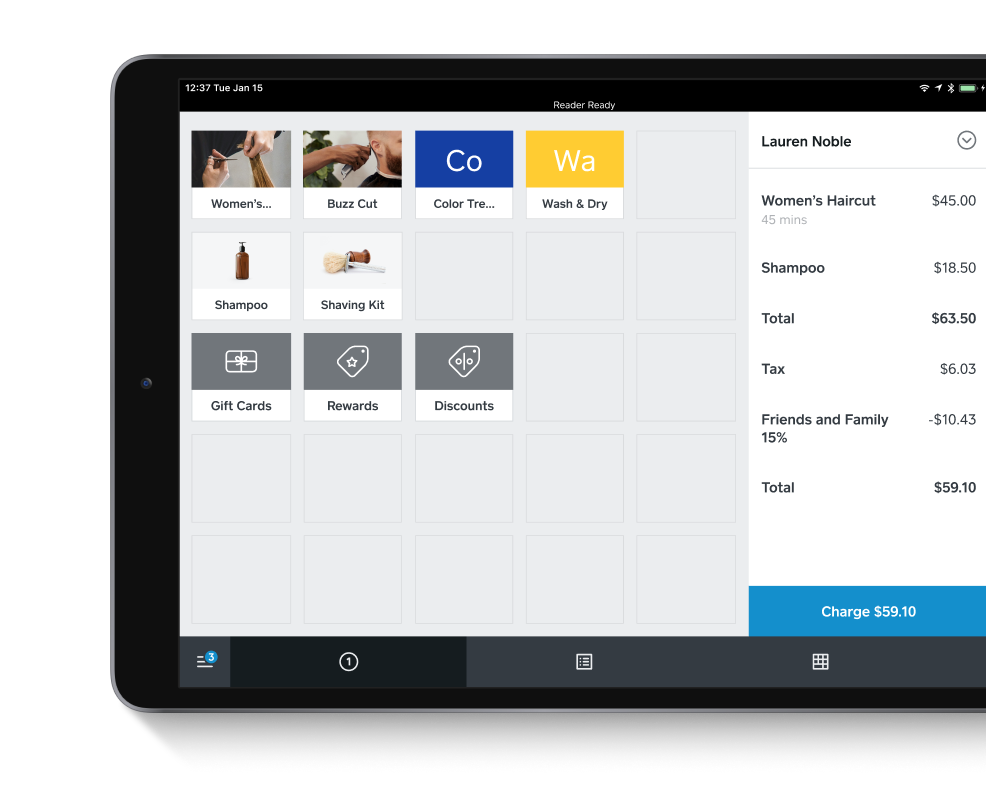 12:37 Tue Jan 15
Reader Ready
Women's...
Buzz Cut
Co
Color Tre...
Wa
Wash & Dry
Shampoo
Shaving Kit
Gift Cards
Rewards
Discounts
Lauren Noble
Women's Haircut $45.00
45 mins
Shampoo $18.50
Total $63.50
Tax $6.03
Friends and Family -$10.43
15%
Total $59.10
Charge $59.10
3
1